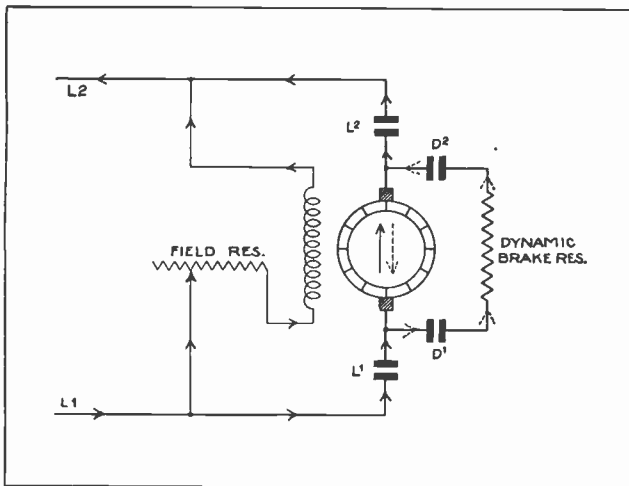 L2
L²
D²
FIELD RES.
DYNAMIC
BRAKE RES.
D¹
L¹
L1